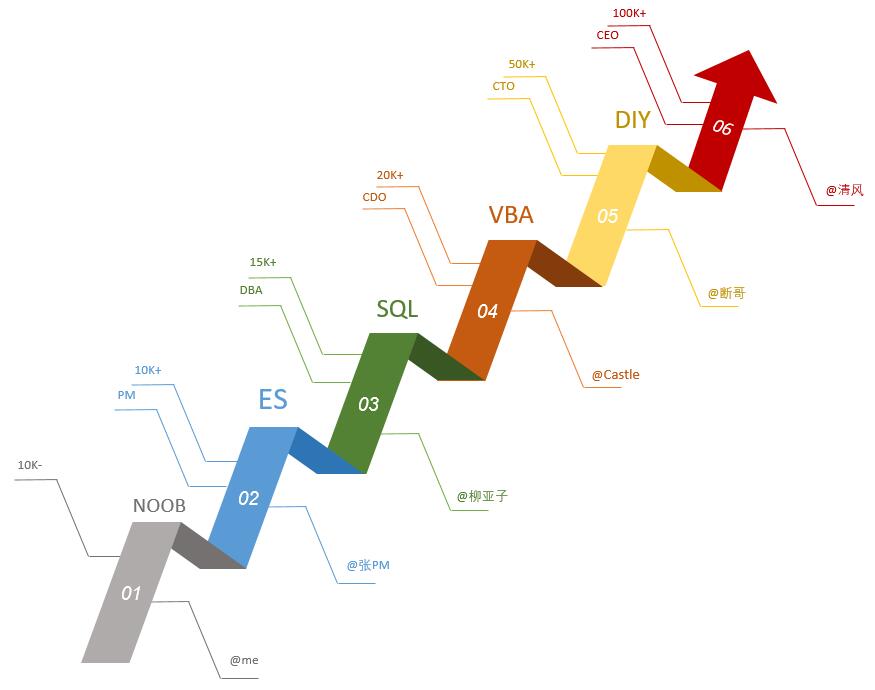 100K+
CEO
06
@清风
50K+
CTO
DIY
05
@断哥
20K+
CDO
VBA
04
@Castle
15K+
DBA
SQL
03
@柳亚子
10K+
PM
ES
02
@张PM
10K-
NOOB
01
@me